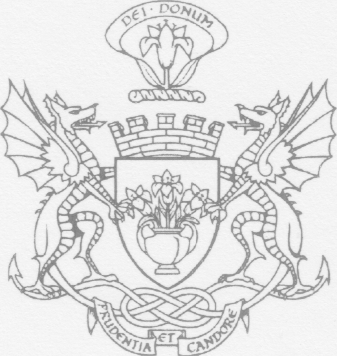 DEI · DONUM
PRUDENTIA ET CANDORE